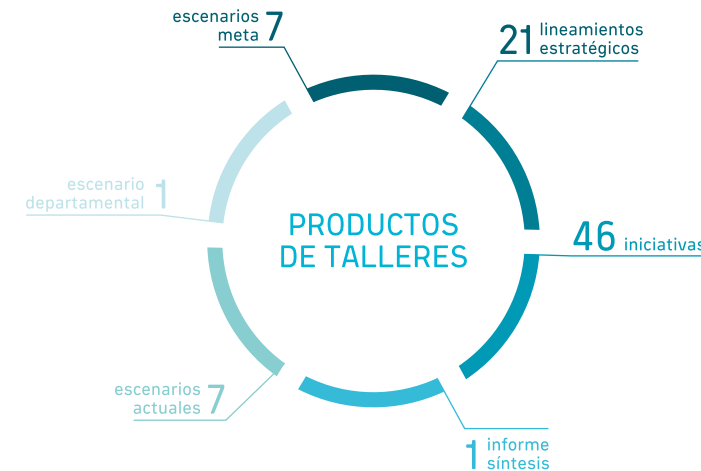 escenarios
meta 7
21 lineamientos
estratégicos
escenario
departamental 1
PRODUCTOS
DE TALLERES
46 iniciativas
escenarios
actuales 7
1 informe
síntesis